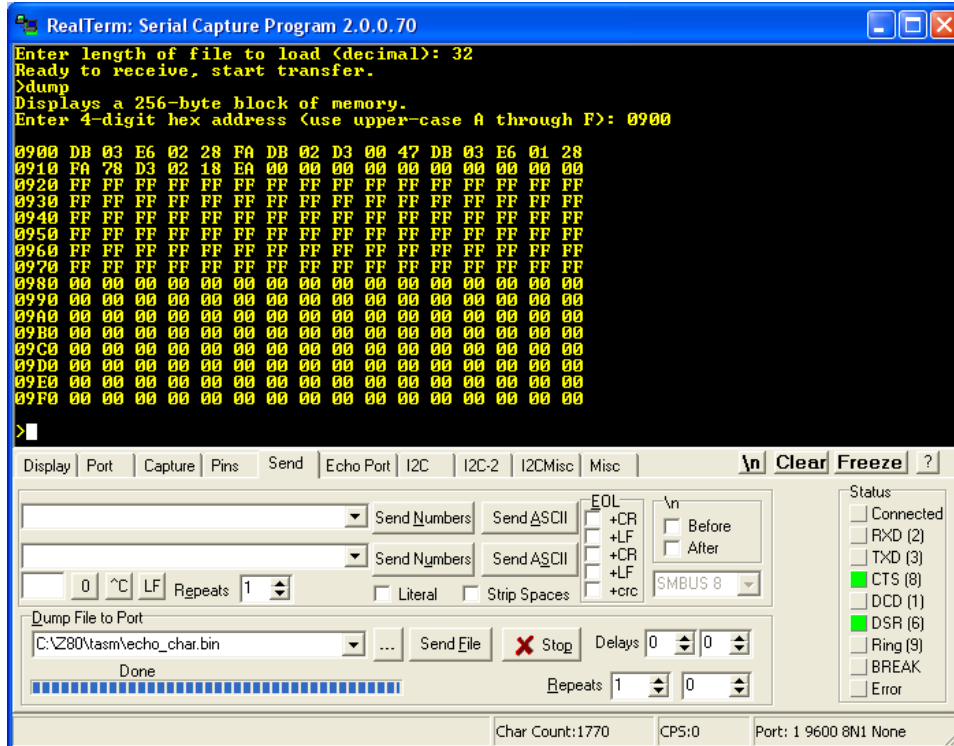 RealTerm: Serial Capture Program 2.0.0.70
Enter length of file to load (decimal): 32
Ready to receive, start transfer.
>dump
Displays a 256-byte block of memory.
Enter 4-digit hex address (use upper-case A through F): 0900
0900 DB 03 E6 02 28 FA DB 02 D3 00 47 DB 03 E6 01 28
0910 FA 78 D3 02 18 EA 00 00 00 00 00 00 00 00 00 00
0920 FF FF FF FF FF FF FF FF FF FF FF FF FF FF FF FF
0930 FF FF FF FF FF FF FF FF FF FF FF FF FF FF FF FF
0940 FF FF FF FF FF FF FF FF FF FF FF FF FF FF FF FF
0950 FF FF FF FF FF FF FF FF FF FF FF FF FF FF FF FF
0960 FF FF FF FF FF FF FF FF FF FF FF FF FF FF FF FF
0970 FF FF FF FF FF FF FF FF FF FF FF FF FF FF FF FF
0980 00 00 00 00 00 00 00 00 00 00 00 00 00 00 00 00
0990 00 00 00 00 00 00 00 00 00 00 00 00 00 00 00 00
09A0 00 00 00 00 00 00 00 00 00 00 00 00 00 00 00 00
09B0 00 00 00 00 00 00 00 00 00 00 00 00 00 00 00 00
09C0 00 00 00 00 00 00 00 00 00 00 00 00 00 00 00 00
09D0 00 00 00 00 00 00 00 00 00 00 00 00 00 00 00 00
09E0 00 00 00 00 00 00 00 00 00 00 00 00 00 00 00 00
09F0 00 00 00 00 00 00 00 00 00 00 00 00 00 00 00 00
>
Display Port Capture Pins Send Echo Port I2C I2C-2 I2CMisc Misc \n Clear Freeze ?
EOL \n Status
Send Numbers Send ASCII +CR Before Connected
+LF After RXD (2)
Send Numbers Send ASCII +CR TXD (3)
+LF CTS (8)
0 ^C LF Repeats 1 Literal Strip Spaces +crc SMBUS 8 DCD (1)
Dump File to Port DSR (6)
C:\Z80\tasm\echo_char.bin ... Send File Stop Delays 0 0 Ring (9)
Done BREAK
Repeats 1 0 Error
Char Count:1770 CPS:0 Port: 1 9600 8N1 None